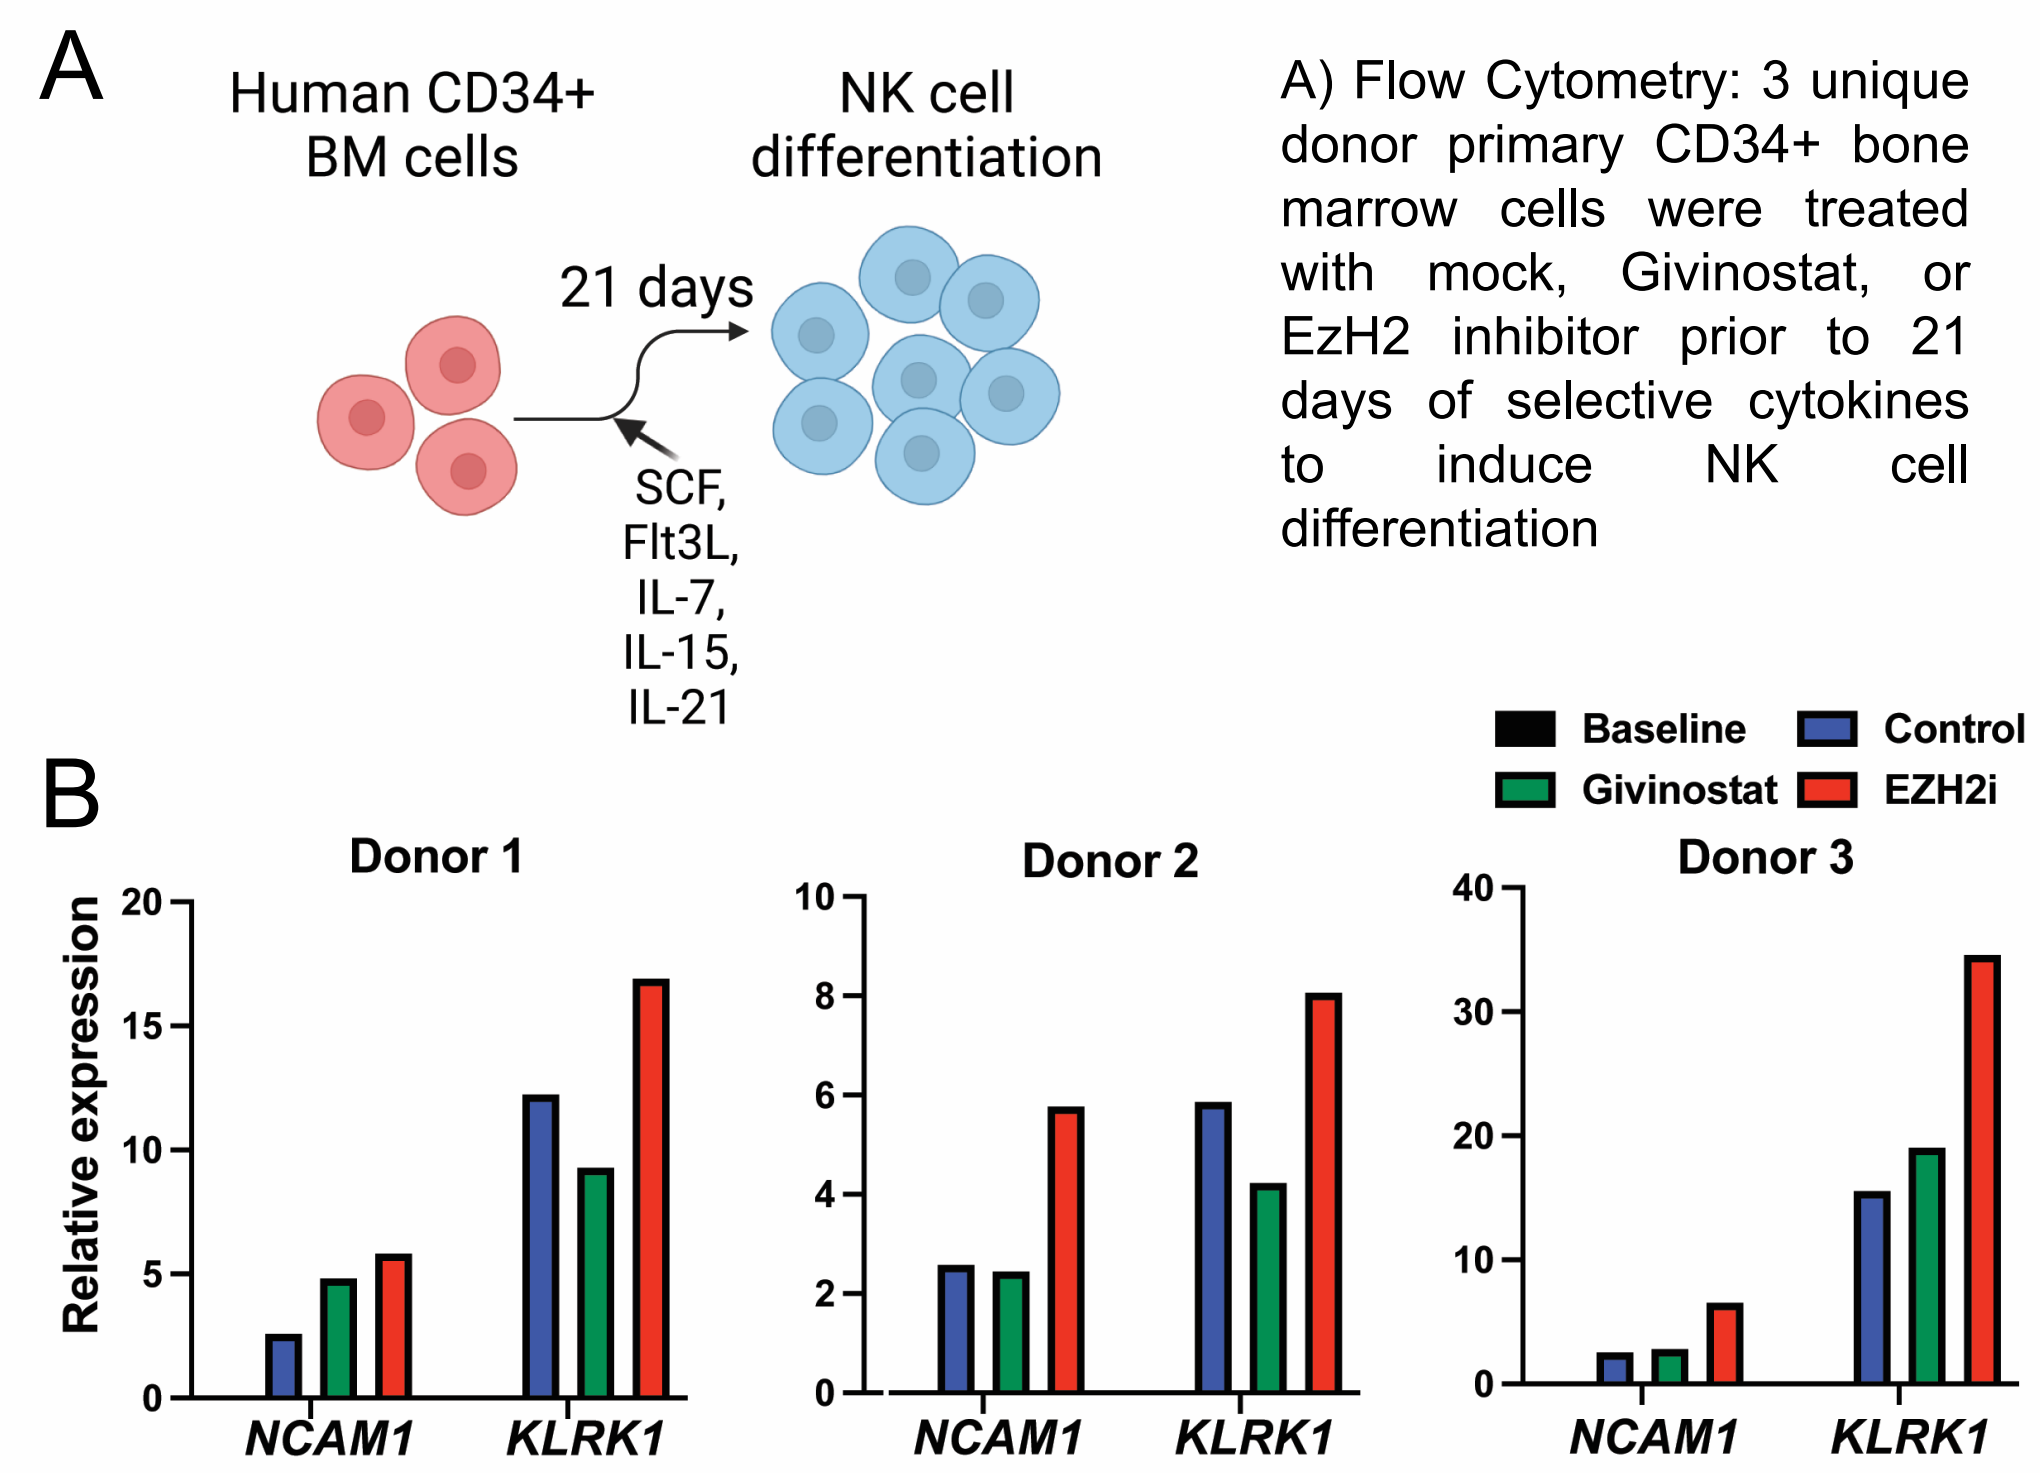 A
Human CD34+
BM cells
NK cell
differentiation
21 days
SCF,
Flt3L,
IL-7,
IL-15,
IL-21
A) Flow Cytometry: 3 unique
donor primary CD34+ bone
marrow cells were treated
with mock, Givinostat, or
EzH2 inhibitor prior to 21
days of selective cytokines
to induce NK cell
differentiation
B
Baseline
Control
Givinostat
EZH2i
Donor 1
Relative expression
20
15
10
5
0
NCAM1
KLRK1
Donor 2
10
8
6
4
2
0
NCAM1
KLRK1
Donor 3
40
30
20
10
0
NCAM1
KLRK1